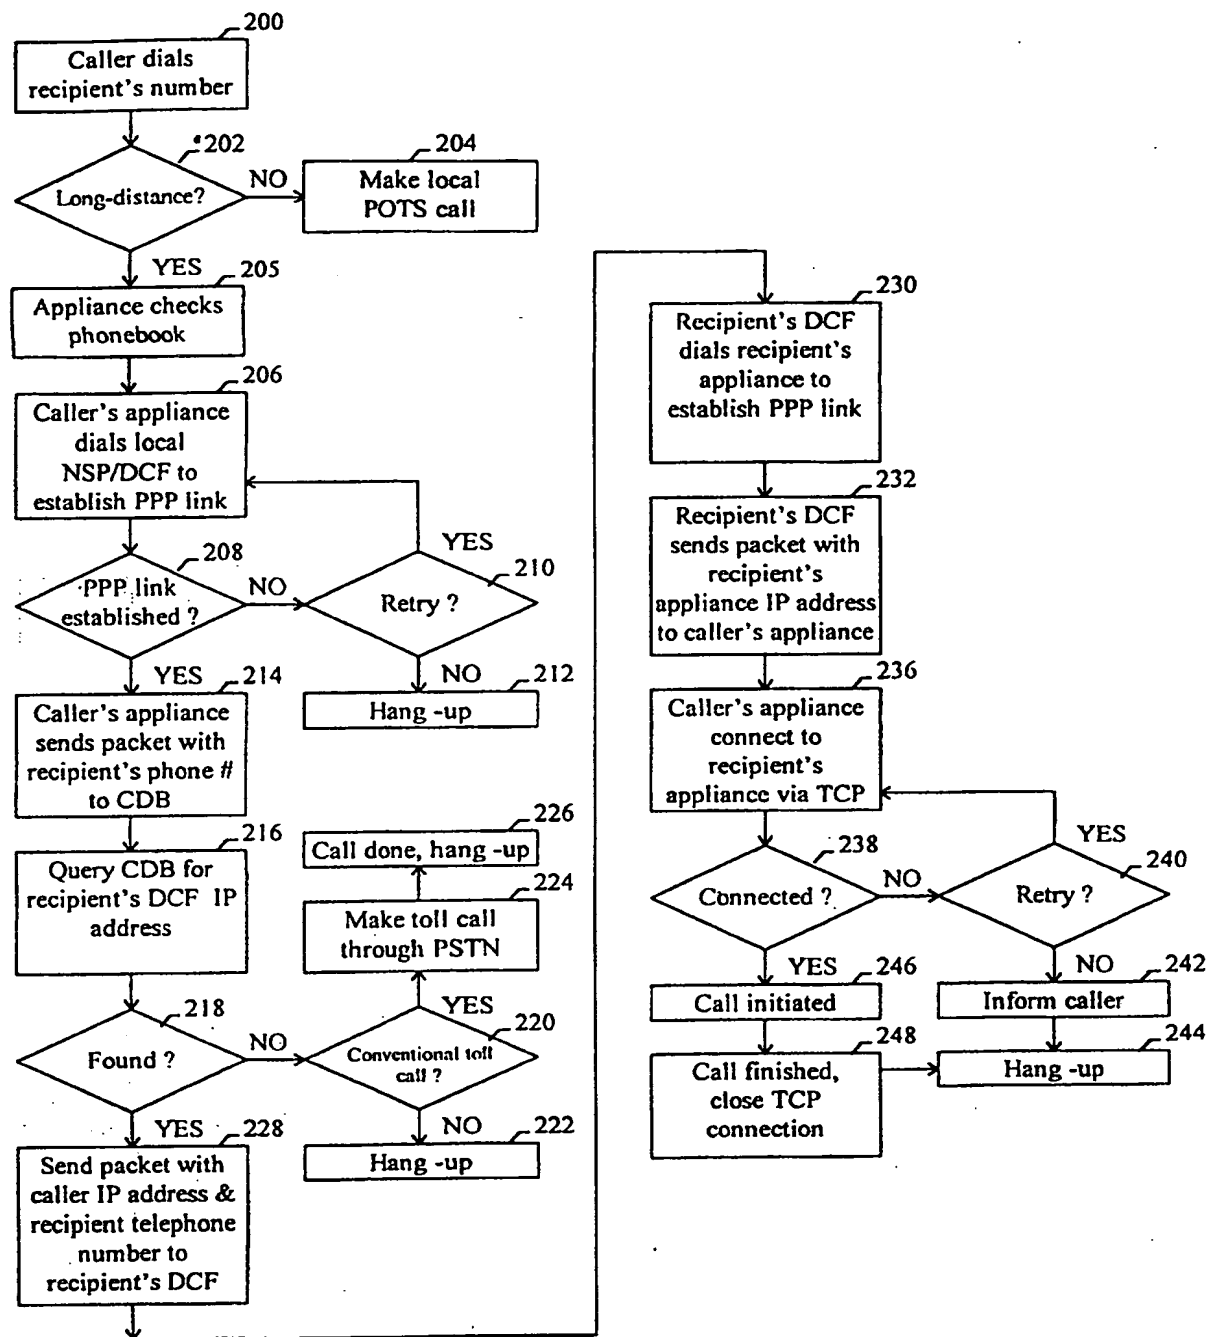 200
Caller dials
recipient's number
202
Long-distance?
NO
204
Make local
POTS call
YES
205
Appliance checks
phonebook
206
Caller's appliance
dials local
NSP/DCF to
establish PPP link
208
PPP link
established ?
NO
YES
210
Retry ?
NO
212
Hang -up
YES
214
Caller's appliance
sends packet with
recipient's phone #
to CDB
216
Query CDB for
recipient's DCF IP
address
218
Found ?
NO
220
Conventional toll
call ?
YES
224
Make toll call
through PSTN
226
Call done, hang -up
NO
222
Hang -up
YES
228
Send packet with
caller IP address &
recipient telephone
number to
recipient's DCF
230
Recipient's DCF
dials recipient's
appliance to
establish PPP link
232
Recipient's DCF
sends packet with
recipient's
appliance IP address
to caller's appliance
236
Caller's appliance
connect to
recipient's
appliance via TCP
238
Connected ?
NO
YES
240
Retry ?
NO
242
Inform caller
244
Hang -up
YES
246
Call initiated
248
Call finished,
close TCP
connection